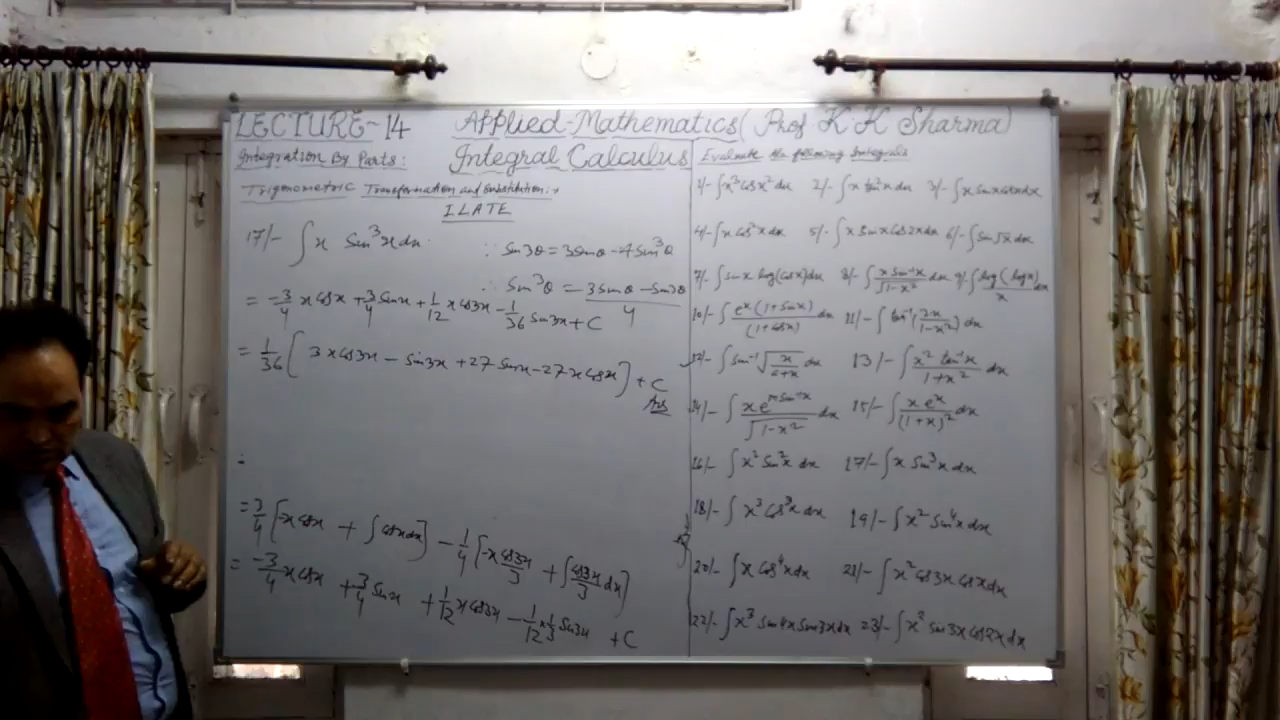 LECTURE-14 Applied-Mathematics (Prof K.K Sharma)
Integration By Parts: Integral Calculus
Trigonometric Transformation and Substitution:-
ILATE
17/- ∫ x Sin³x dx
∵ Sin3θ = 3Sinθ - 4Sin³θ
∴ Sin³θ = (3Sinθ - Sin3θ)/4
= -3/4 x cosx + 3/4 Sinx + 1/12 x cos3x - 1/36 Sin3x + C
= 1/36 [ 3x cos3x - Sin3x + 27 Sinx - 27x cosx ] + C
Ans
= 3/4 [-x cosx + ∫ cosx dx] - 1/4 [-x cos3x/3 + ∫ cos3x/3 dx]
= -3/4 x cosx + 3/4 Sinx + 1/12 x cos3x - 1/12 × 1/3 Sin3x + C
Evaluate the following Integrals
1/- ∫ x³ cos x² dx 2/- ∫ x tan²x dx 3/- ∫ x sinx cosx dx
4/- ∫ x cos²x dx 5/- ∫ x sinx cos2x dx 6/- ∫ Sin√x dx
7/- ∫ sinx log(cosx) dx 8/- ∫ x Sin⁻¹x/√1-x² dx 9/- ∫ log(logx)/x dx
10/- ∫ eˣ(1+Sinx)/(1+cosx) dx 11/- ∫ tan⁻¹(2x/1-x²) dx
12/- ∫ Sin⁻¹√x/a+x dx 13/- ∫ x² tan⁻¹x/1+x² dx
14/- ∫ x e^(m Sin⁻¹x)/√1-x² dx 15/- ∫ x eˣ/(1+x)² dx
16/- ∫ x² Sin²x dx 17/- ∫ x Sin³x dx
18/- ∫ x³ cos³x dx 19/- ∫ x² Sin⁴x dx
20/- ∫ x cos⁴x dx 21/- ∫ x² cos3x cosx dx
22/- ∫ x³ Sin4x Sin3x dx 23/- ∫ x² sin3x cos2x dx